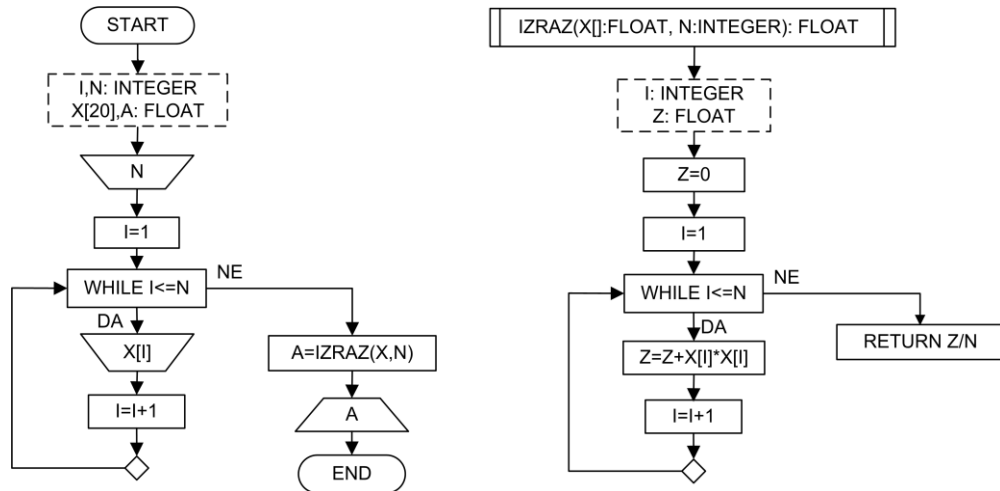 START
I,N: INTEGER
X[20],A: FLOAT
N
I=1
WHILE I<=N
NE
DA
X[I]
I=I+1
A=IZRAZ(X,N)
A
END
IZRAZ(X[]:FLOAT, N:INTEGER): FLOAT
I: INTEGER
Z: FLOAT
Z=0
I=1
WHILE I<=N
NE
DA
Z=Z+X[I]*X[I]
I=I+1
RETURN Z/N